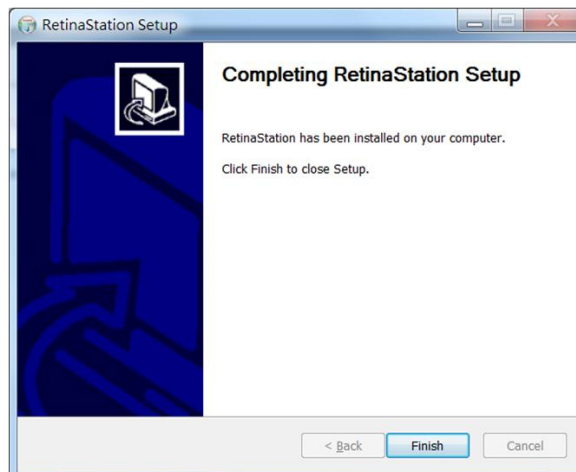 RetinaStation Setup
Completing RetinaStation Setup
RetinaStation has been installed on your computer.
Click Finish to close Setup.
< Back
Finish
Cancel